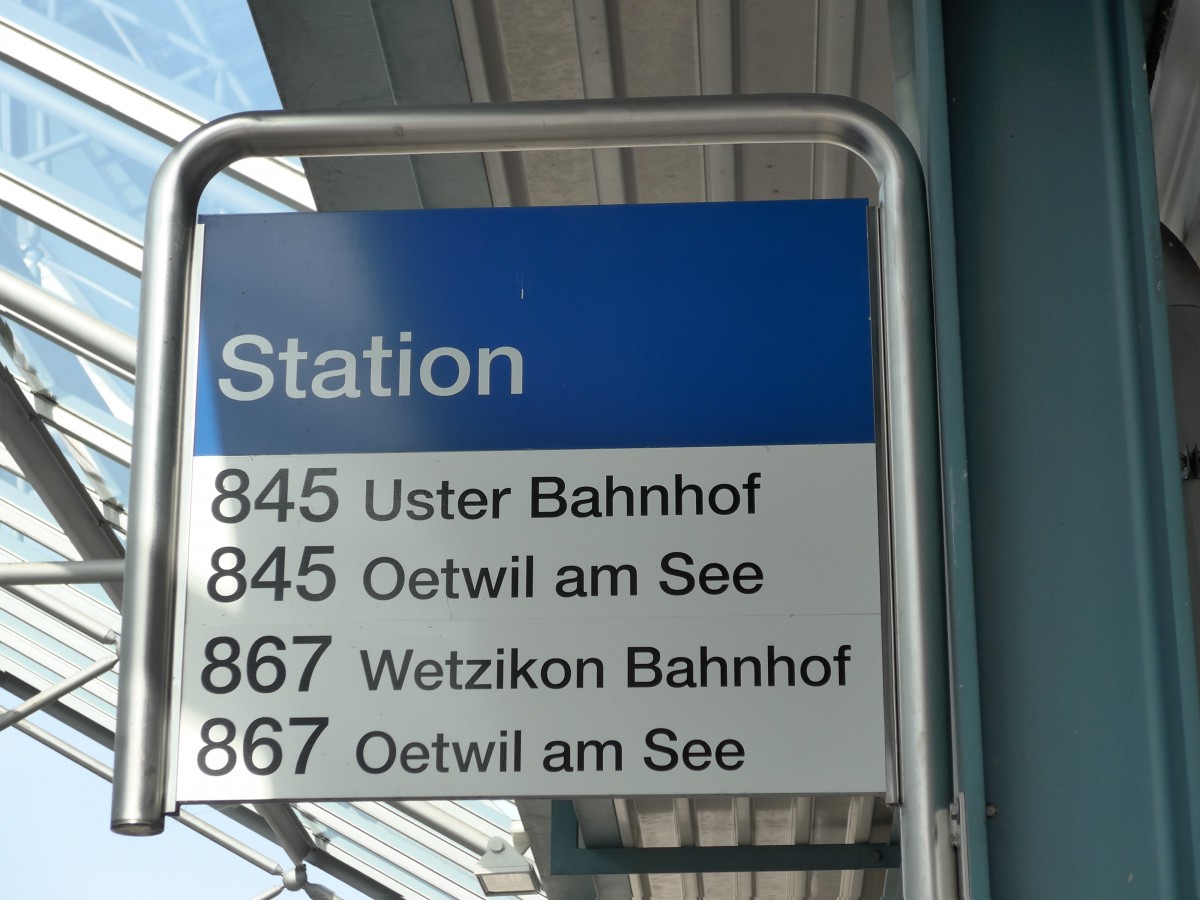 Station
845 Uster Bahnhof
845 Oetwil am See
867 Wetzikon Bahnhof
867 Oetwil am See